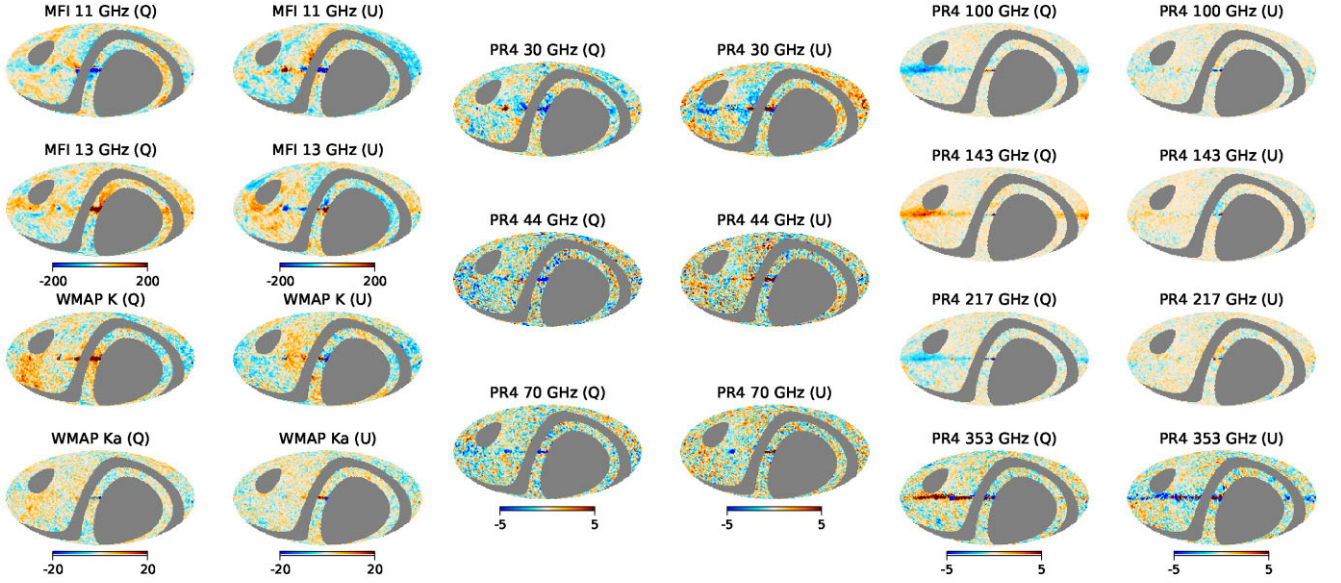 MFI 11 GHz (Q)
MFI 11 GHz (U)
MFI 13 GHz (Q)
MFI 13 GHz (U)
-200 200
-200 200
WMAP K (Q)
WMAP K (U)
WMAP Ka (Q)
WMAP Ka (U)
-20 20
-20 20
PR4 30 GHz (Q)
PR4 30 GHz (U)
PR4 44 GHz (Q)
PR4 44 GHz (U)
PR4 70 GHz (Q)
PR4 70 GHz (U)
-5 5
-5 5
PR4 100 GHz (Q)
PR4 100 GHz (U)
PR4 143 GHz (Q)
PR4 143 GHz (U)
PR4 217 GHz (Q)
PR4 217 GHz (U)
PR4 353 GHz (Q)
PR4 353 GHz (U)
-5 5
-5 5